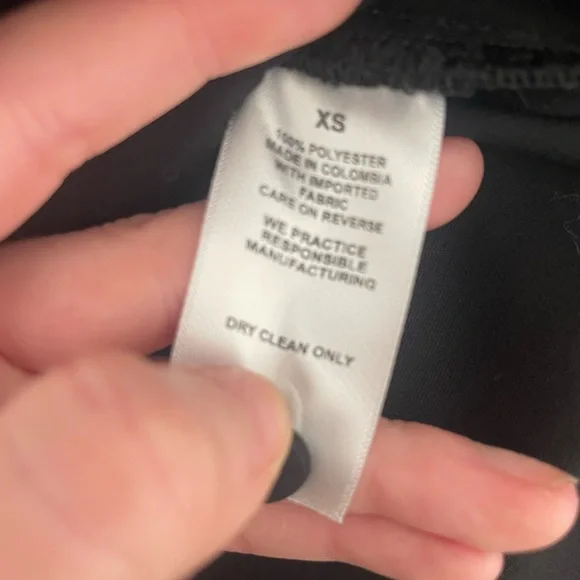 XS
100% POLYESTER
MADE IN COLOMBIA
WITH IMPORTED
FABRIC
CARE ON REVERSE
WE PRACTICE
RESPONSIBLE
MANUFACTURING
DRY CLEAN ONLY